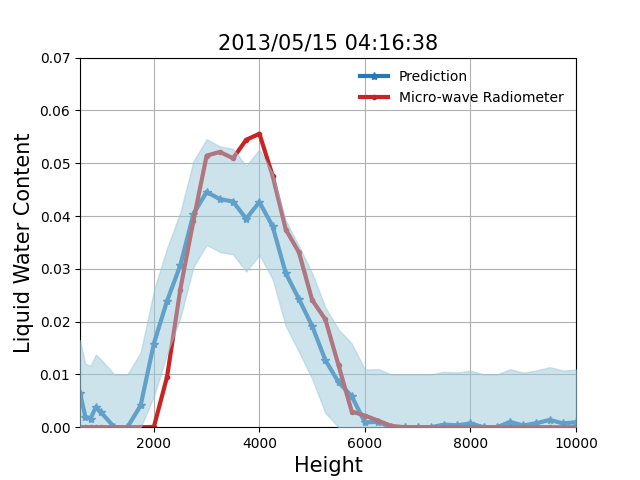 2013/05/15 04:16:38
Prediction
Micro-wave Radiometer
Liquid Water Content
0.07
0.06
0.05
0.04
0.03
0.02
0.01
0.00
2000 4000 6000 8000 10000
Height